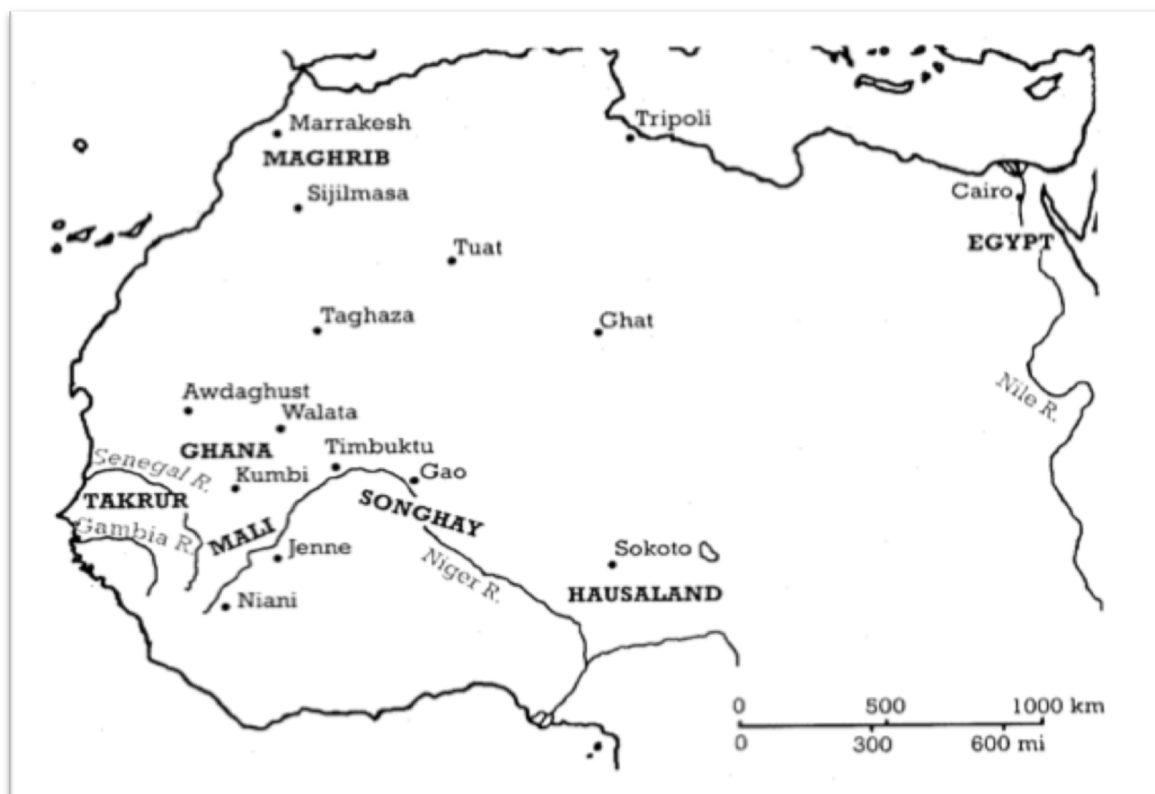 Marrakesh
MAGHRIB
Tripoli
Sijilmasa
Cairo
EGYPT
Tuat
Taghaza
Ghat
Nile R.
Awdaghust
Walata
GHANA
Timbuktu
Senegal R.
Kumbi
Gao
TAKRUR
SONGHAY
Gambia R.
MALI
Jenne
Niger R.
Sokoto
HAUSALAND
Niani
0 500 1000 km
0 300 600 mi